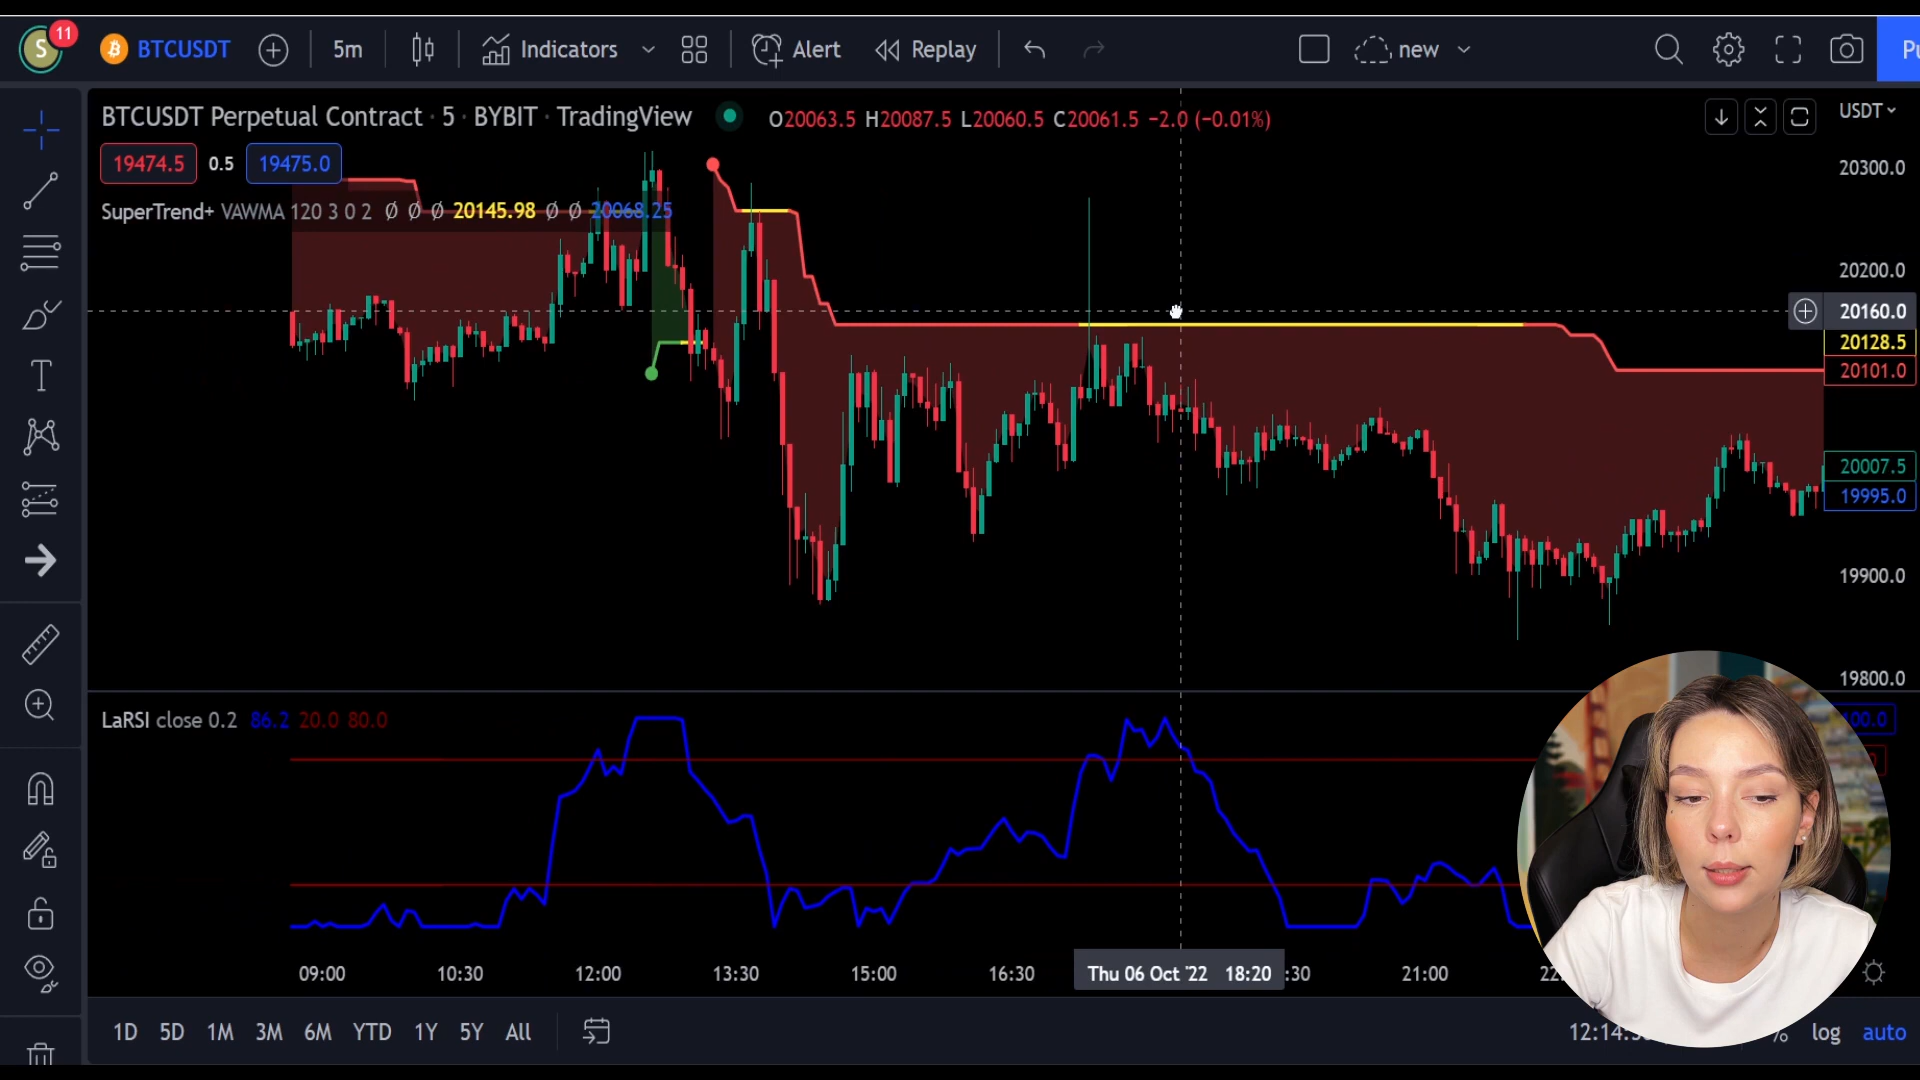 S 11 BTCUSDT 5m Indicators Alert Replay new Pu
BTCUSDT Perpetual Contract · 5 · BYBIT · TradingView O20063.5 H20087.5 L20060.5 C20061.5 −2.0 (−0.01%) USDT
19474.5 0.5 19475.0
SuperTrend+ VAWMA 120 3 0 2 Ø Ø Ø 20145.98 Ø Ø 20068.25
20300.0
20200.0
20160.0
20128.5
20101.0
20007.5
19995.0
19900.0
19800.0
LaRSI close 0.2 86.2 20.0 80.0
09:00 10:30 12:00 13:30 15:00 16:30 Thu 06 Oct '22 18:20 :30 21:00
1D 5D 1M 3M 6M YTD 1Y 5Y All % log auto